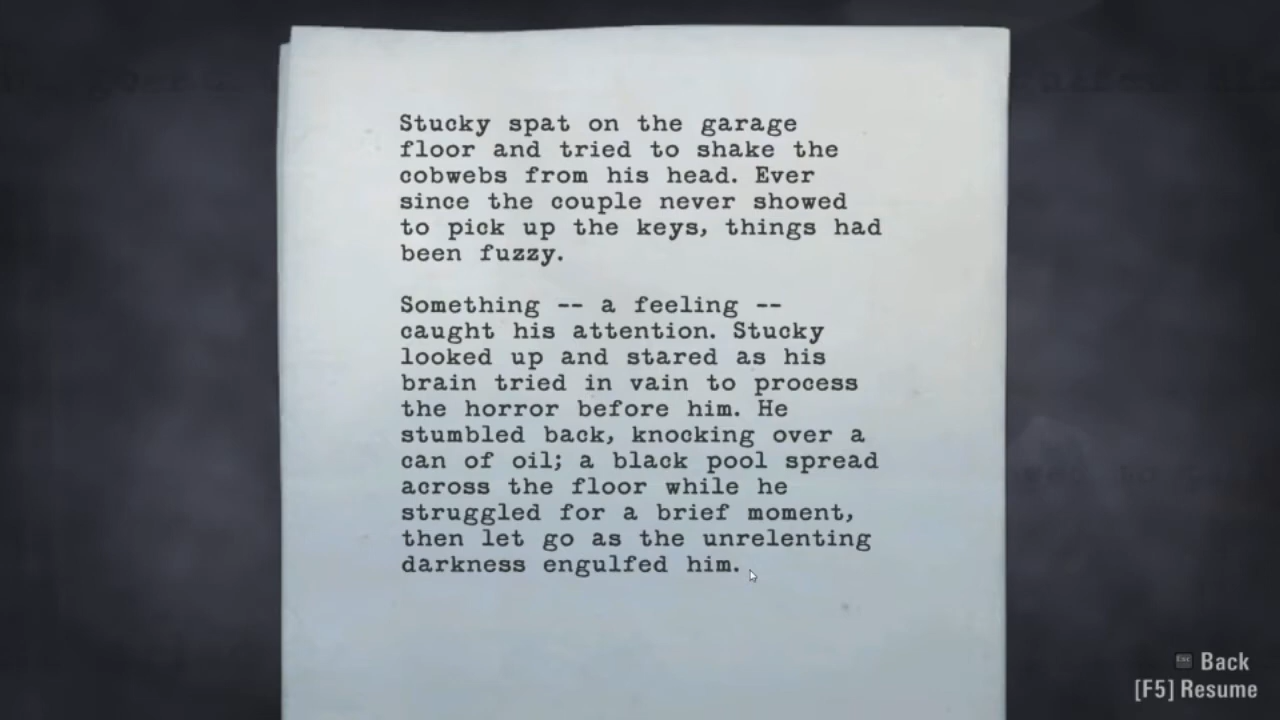 Stucky spat on the garage
floor and tried to shake the
cobwebs from his head. Ever
since the couple never showed
to pick up the keys, things had
been fuzzy.
Something -- a feeling --
caught his attention. Stucky
looked up and stared as his
brain tried in vain to process
the horror before him. He
stumbled back, knocking over a
can of oil; a black pool spread
across the floor while he
struggled for a brief moment,
then let go as the unrelenting
darkness engulfed him.
Esc Back
[F5] Resume